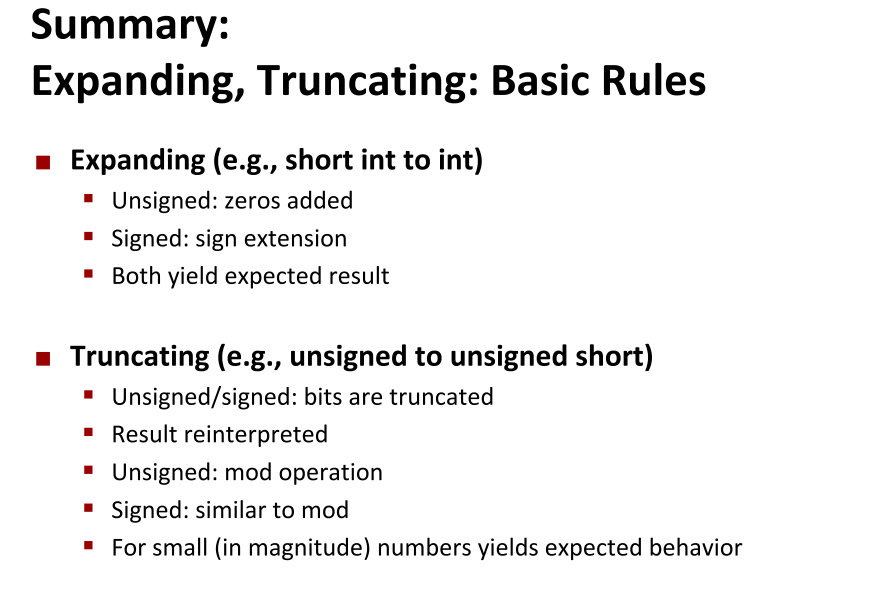 Summary:
Expanding, Truncating: Basic Rules
Expanding (e.g., short int to int)
Unsigned: zeros added
Signed: sign extension
Both yield expected result
Truncating (e.g., unsigned to unsigned short)
Unsigned/signed: bits are truncated
Result reinterpreted
Unsigned: mod operation
Signed: similar to mod
For small (in magnitude) numbers yields expected behavior